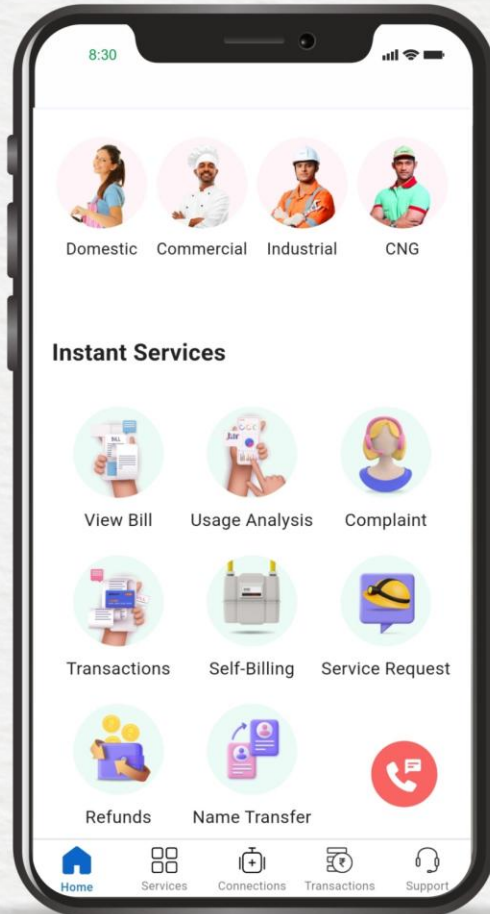 8:30
Domestic Commercial Industrial CNG
Instant Services
BILL
View Bill Usage Analysis Complaint
Transactions Self-Billing Service Request
Refunds Name Transfer
Home Services Connections Transactions Support